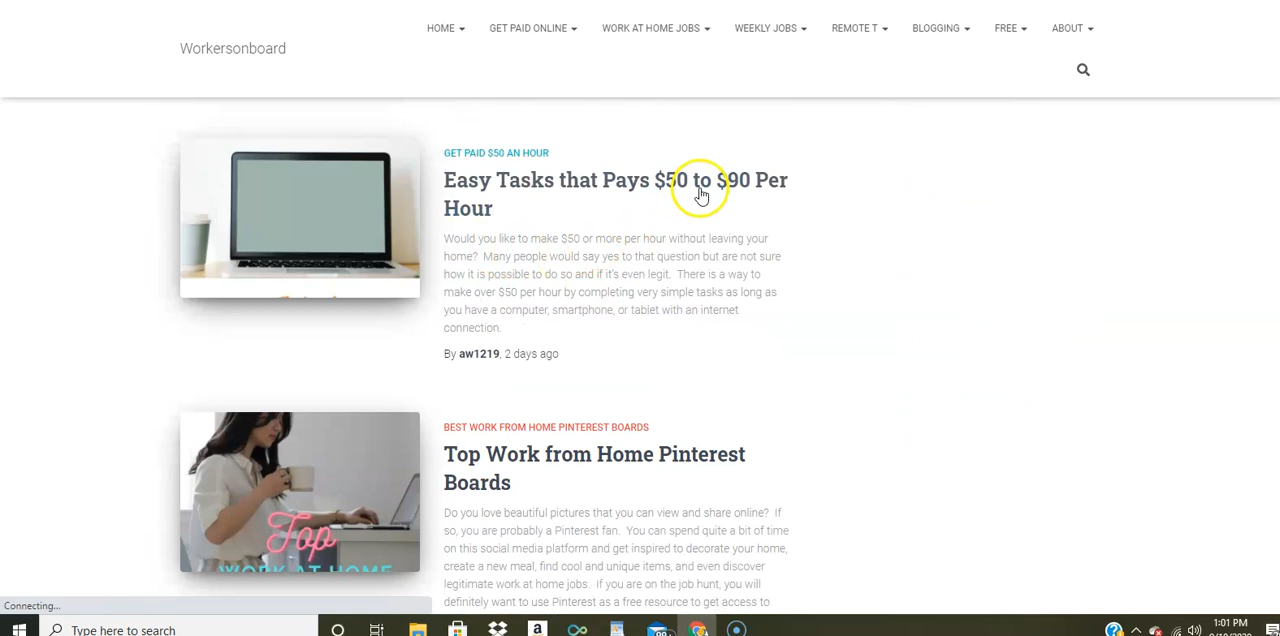 HOME
GET PAID ONLINE
WORK AT HOME JOBS
WEEKLY JOBS
REMOTE T
BLOGGING
FREE
ABOUT
Workersonboard
GET PAID $50 AN HOUR
Easy Tasks that Pays $50 to $90 Per
Hour
Would you like to make $50 or more per hour without leaving your
home? Many people would say yes to that question but are not sure
how it is possible to do so and if it's even legit. There is a way to
make over $50 per hour by completing very simple tasks as long as
you have a computer, smartphone, or tablet with an internet
connection.
By aw1219, 2 days ago
BEST WORK FROM HOME PINTEREST BOARDS
Top Work from Home Pinterest
Boards
Do you love beautiful pictures that you can view and share online? If
so, you are probably a Pinterest fan. You can spend quite a bit of time
on this social media platform and get inspired to decorate your home,
create a new meal, find cool and unique items, and even discover
legitimate work at home jobs. If you are on the job hunt, you will
definitely want to use Pinterest as a free resource to get access to
Top
WORK AT HOME
Connecting...
Type here to search
99+
1:01 PM